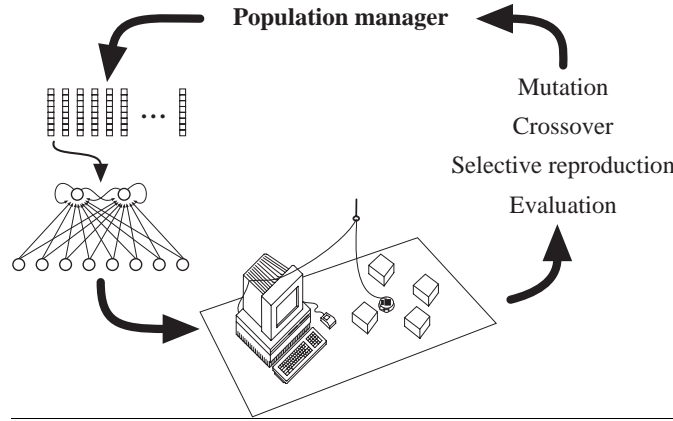 Population manager
Mutation
Crossover
Selective reproduction
Evaluation